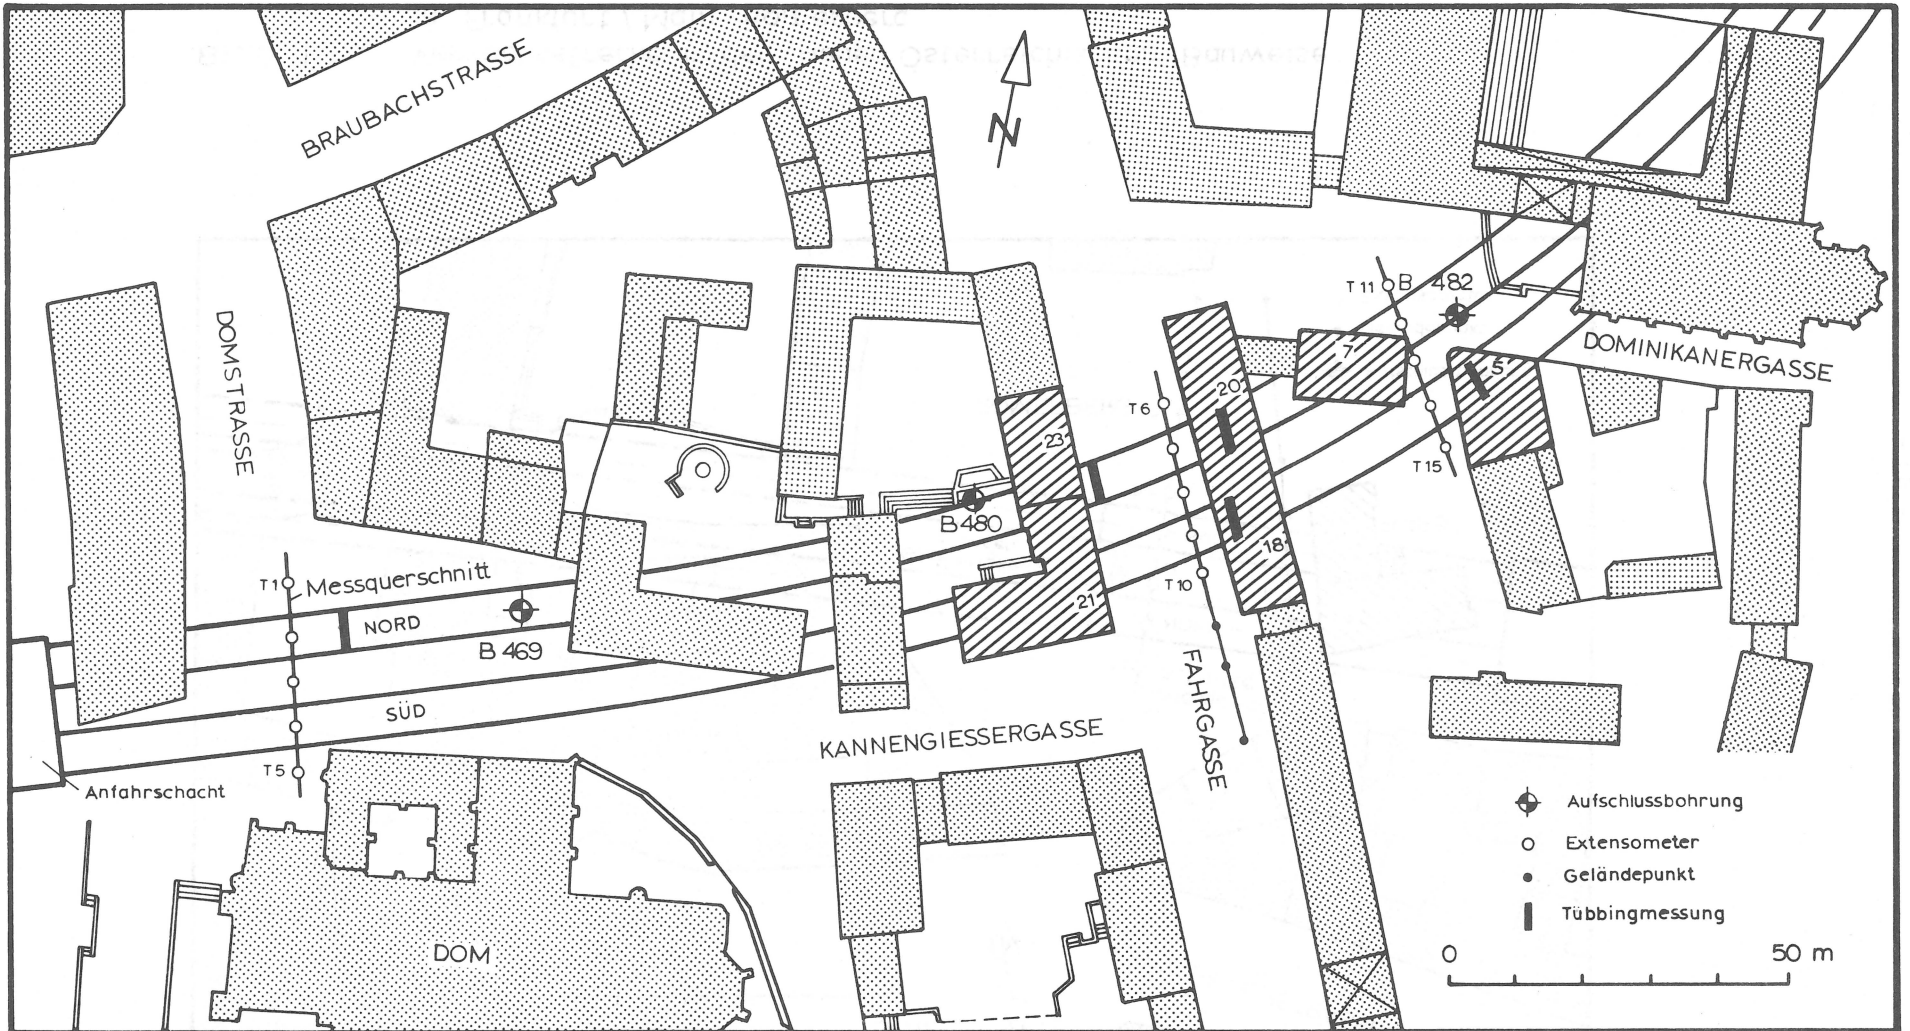 BRAUBACHSTRASSE
N
T11
B 482
7
DOMINIKANERGASSE
5
20
T6
23
DOMSTRASSE
T15
B480
18
T1
Messquerschnitt
T10
21
NORD
B 469
FAHRGASSE
SÜD
KANNENGIESSERGASSE
T5
Anfahrschacht
Aufschlussbohrung
Extensometer
Geländepunkt
Tübbingmessung
DOM
0 50 m